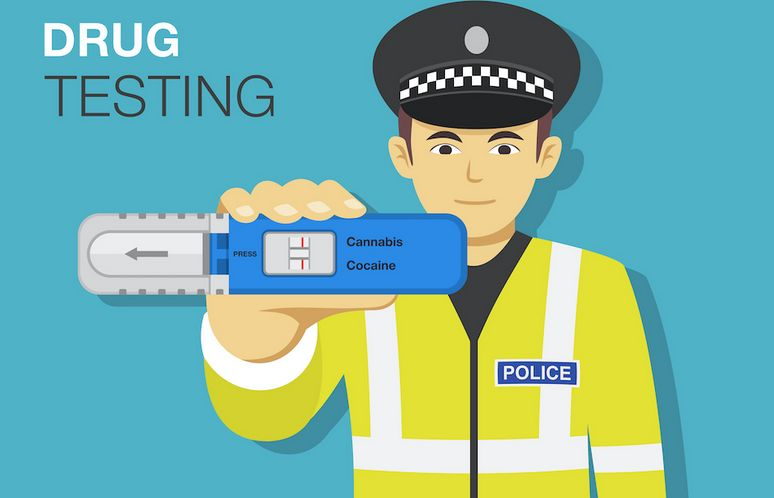 DRUG
TESTING
PRESS
Cannabis
Cocaine
POLICE